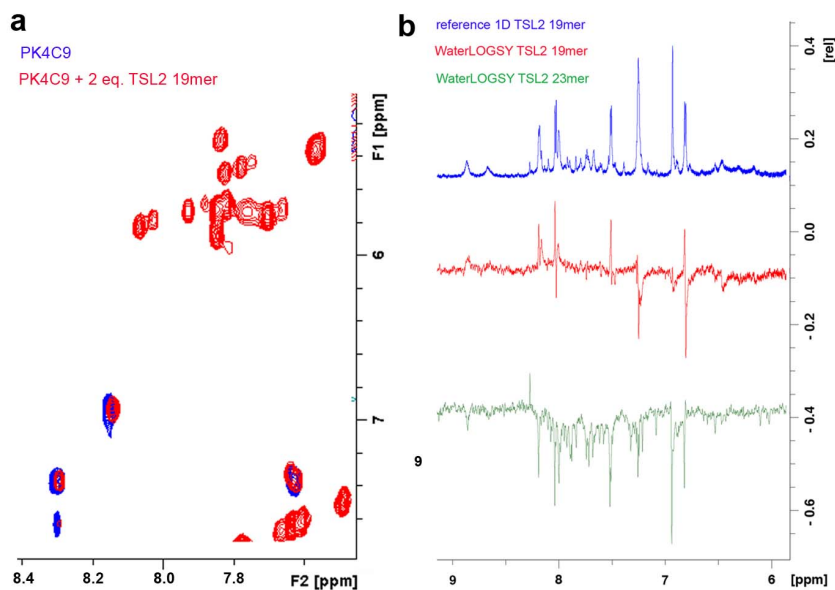 a
PK4C9
PK4C9 + 2 eq. TSL2 19mer
F1 [ppm]
6
7
8.4 8.2 8.0 7.8 F2 [ppm]
b
reference 1D TSL2 19mer
WaterLOGSY TSL2 19mer
WaterLOGSY TSL2 23mer
[rel]
0.4
0.2
0.0
- 0.2
- 0.4
- 0.6
9
9 8 7 6 [ppm]